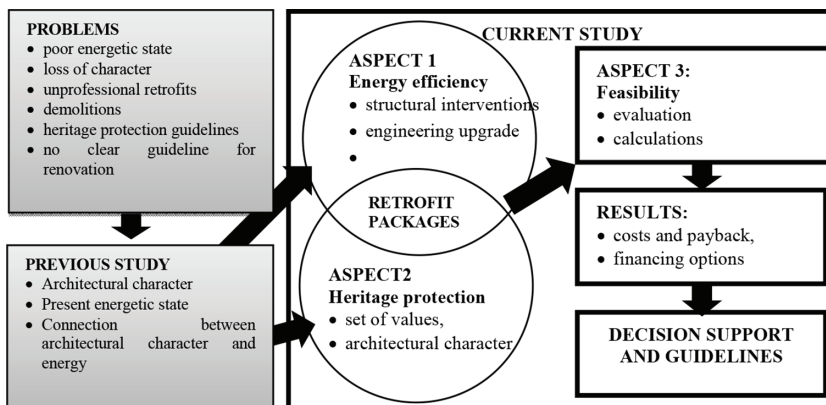 PROBLEMS
• poor energetic state
• loss of character
• unprofessional retrofits
• demolitions
• heritage protection guidelines
• no clear guideline for
renovation
PREVIOUS STUDY
• Architectural character
• Present energetic state
• Connection between
architectural character and
energy
CURRENT STUDY
ASPECT 1
Energy efficiency
• structural interventions
• engineering upgrade
•
RETROFIT
PACKAGES
ASPECT2
Heritage protection
• set of values,
• architectural character
ASPECT 3:
Feasibility
• evaluation
• calculations
RESULTS:
• costs and payback,
• financing options
DECISION SUPPORT
AND GUIDELINES